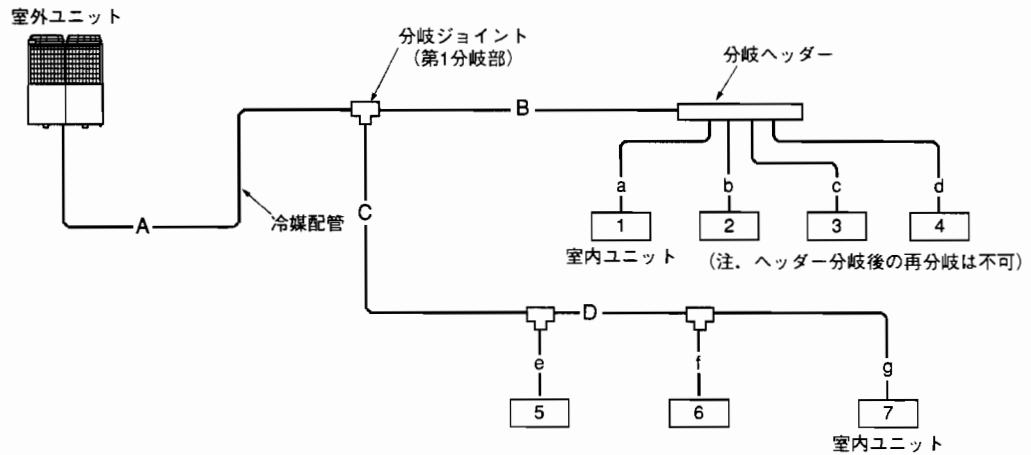 室外ユニット
分岐ジョイント
(第1分岐部)
分岐ヘッダー
B
a
b
c
d
A
冷媒配管
C
1
2
3
4
室内ユニット
(注．ヘッダー分岐後の再分岐は不可)
D
e
f
g
5
6
7
室内ユニット